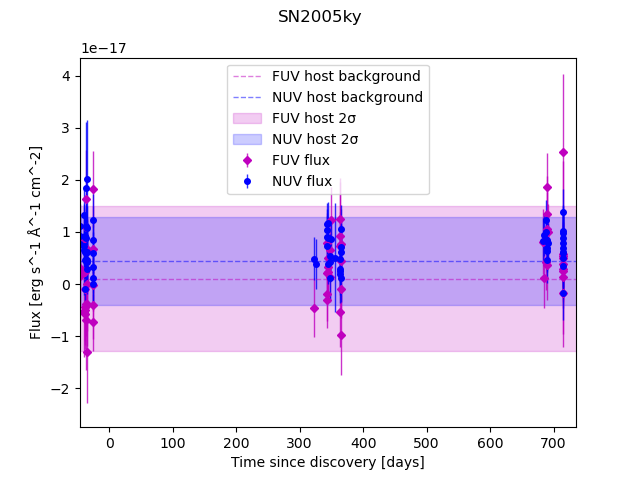 SN2005ky
1e−17
FUV host background
NUV host background
FUV host 2σ
NUV host 2σ
FUV flux
NUV flux
Flux [erg s^-1 Å^-1 cm^-2]
4
3
2
1
0
−1
−2
0 100 200 300 400 500 600 700
Time since discovery [days]